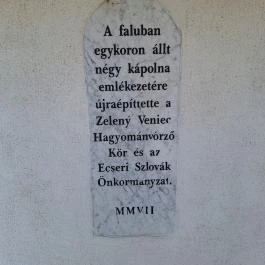 A faluban
egykoron állt
négy kápolna
emlékezetére
újraépíttette a
Zelený Veniec
Hagyományőrző
Kör és az
Ecseri Szlovák
Önkormányzat.
MMVII